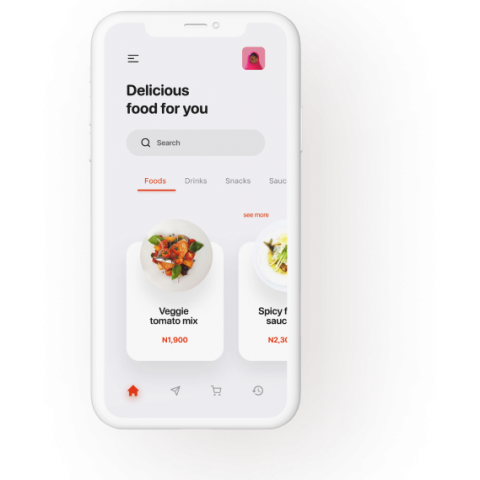 Delicious
food for you
Search
Foods Drinks Snacks Sauc
see more
Veggie
tomato mix
N1,900
Spicy f
sauc
N2,30